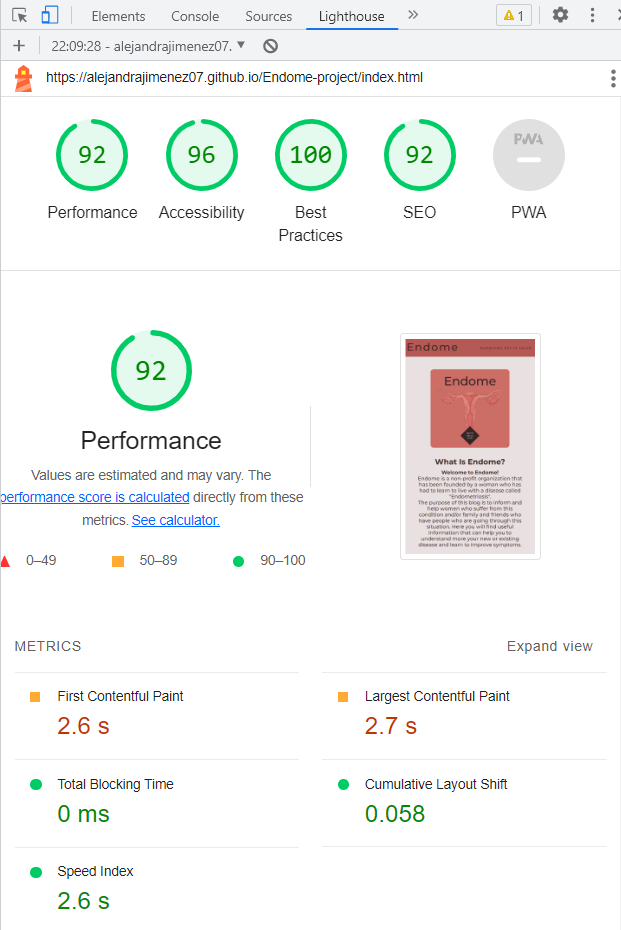 Elements Console Sources Lighthouse 1
22:09:28 - alejandrajimenez07.
https://alejandrajimenez07.github.io/Endome-project/index.html
92 96 100 92 PWA
Performance Accessibility Best Practices SEO PWA
92
Performance
Values are estimated and may vary. The
performance score is calculated directly from these
metrics. See calculator.
0–49 50–89 90–100
Endome
Endome
What is Endome?
Welcome to Endome!
Endome is a non-profit organization that
has been founded by a woman who has
had to learn to live with a disease called
"Endometriosis".
The purpose of this blog is to inform and
help women who suffer from this
condition and/or family and friends who
have people who are going through this
situation. Here you will find useful
information that can help you to
understand more your new or existing
disease and learn to improve symptoms.
METRICS Expand view
First Contentful Paint
2.6 s
Largest Contentful Paint
2.7 s
Total Blocking Time
0 ms
Cumulative Layout Shift
0.058
Speed Index
2.6 s